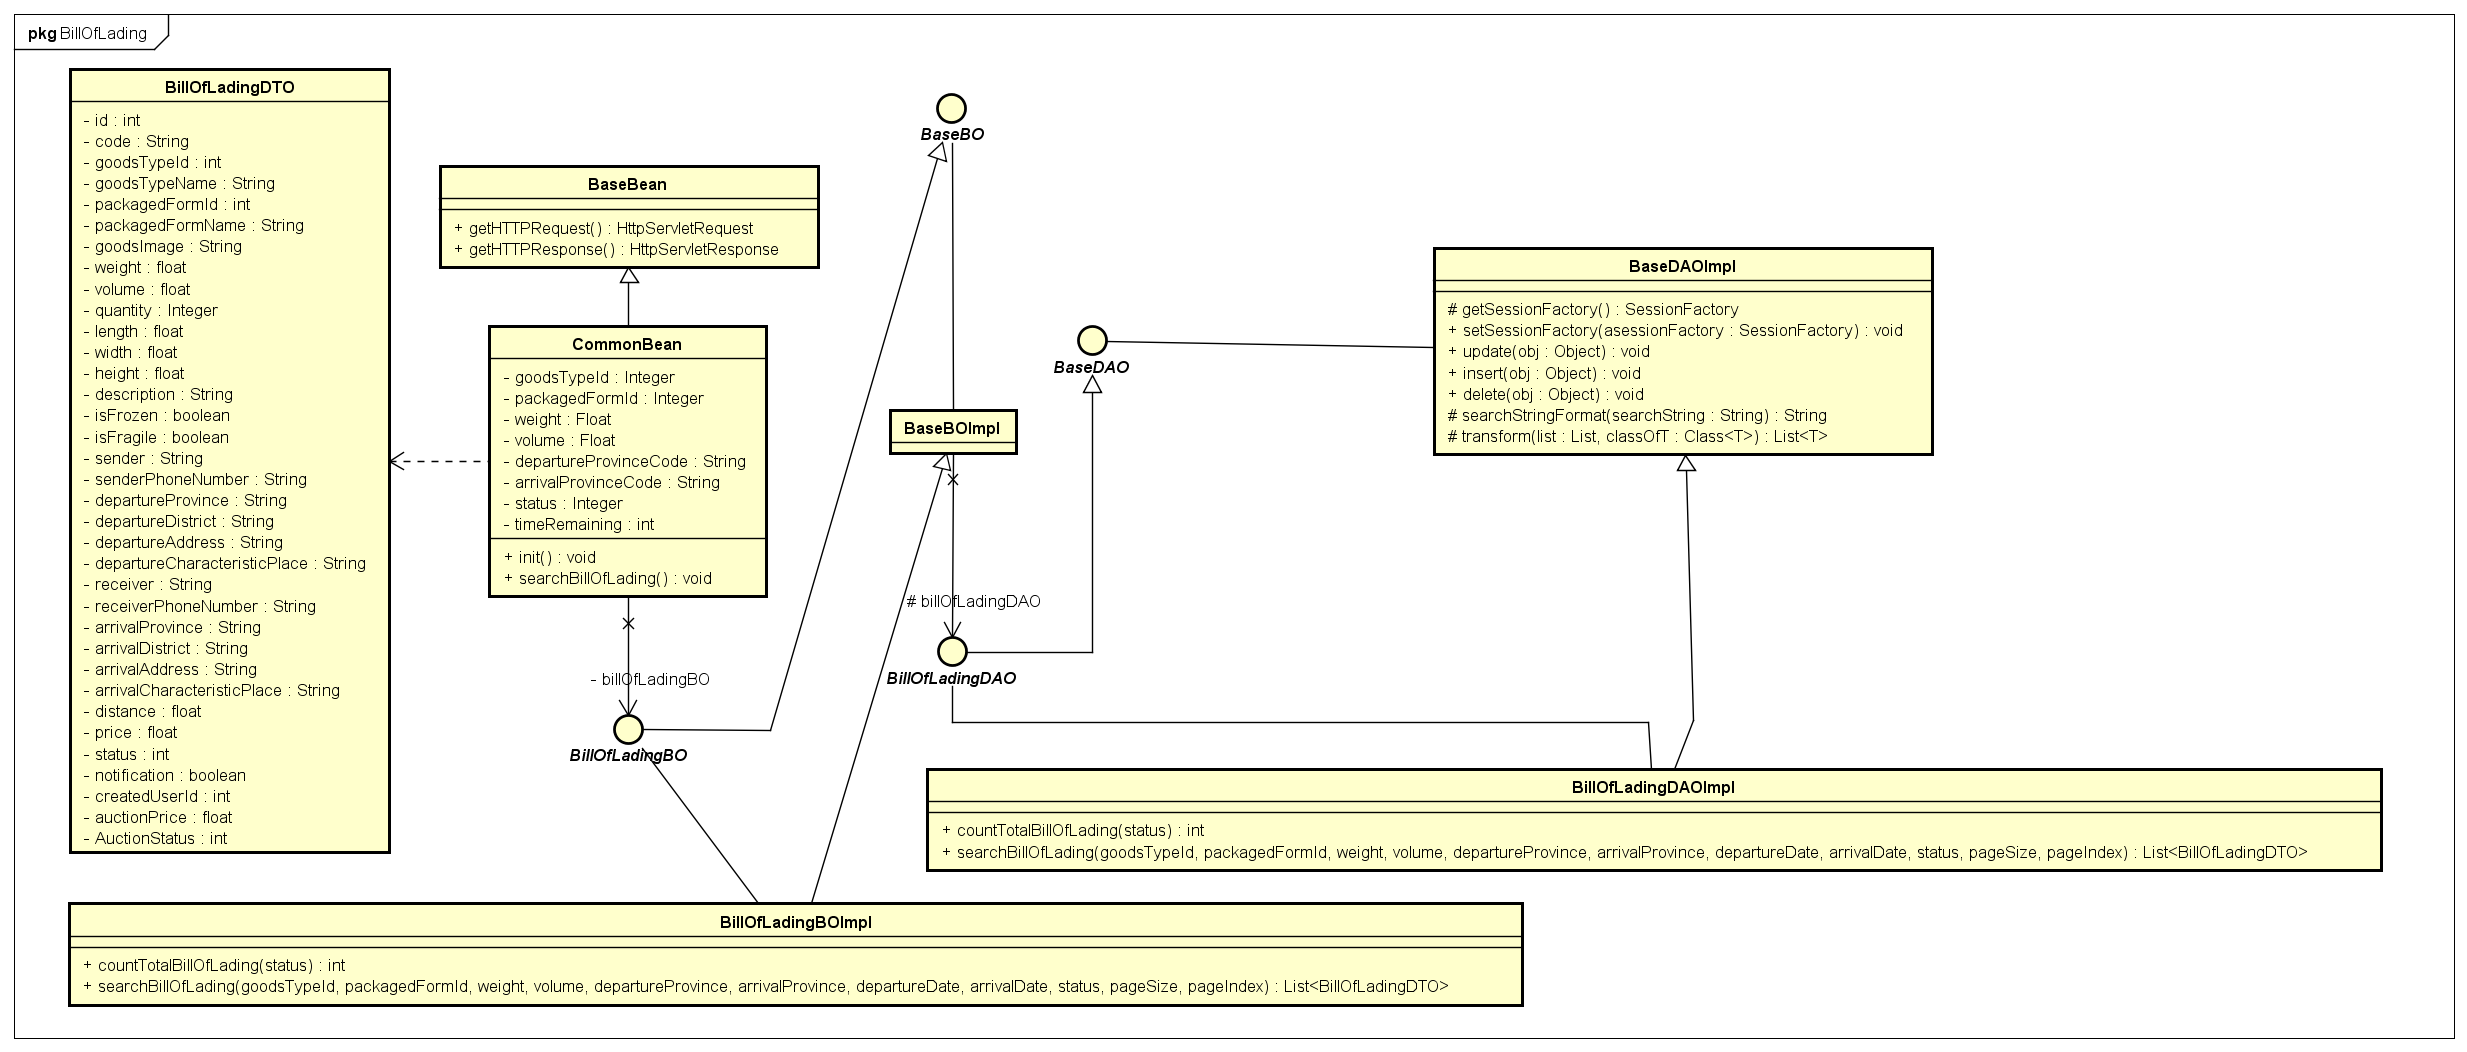 pkg BillOfLading
BillOfLadingDTO
- id : int
- code : String
- goodsTypeId : int
- goodsTypeName : String
- packagedFormId : int
- packagedFormName : String
- goodsImage : String
- weight : float
- volume : float
- quantity : Integer
- length : float
- width : float
- height : float
- description : String
- isFrozen : boolean
- isFragile : boolean
- sender : String
- senderPhoneNumber : String
- departureProvince : String
- departureDistrict : String
- departureAddress : String
- departureCharacteristicPlace : String
- receiver : String
- receiverPhoneNumber : String
- arrivalProvince : String
- arrivalDistrict : String
- arrivalAddress : String
- arrivalCharacteristicPlace : String
- distance : float
- price : float
- status : int
- notification : boolean
- createdUserId : int
- auctionPrice : float
- AuctionStatus : int
BaseBean
+ getHTTPRequest() : HttpServletRequest
+ getHTTPResponse() : HttpServletResponse
CommonBean
- goodsTypeId : Integer
- packagedFormId : Integer
- weight : Float
- volume : Float
- departureProvinceCode : String
- arrivalProvinceCode : String
- status : Integer
- timeRemaining : int
+ init() : void
+ searchBillOfLading() : void
- billOfLadingBO
BillOfLadingBO
BaseBO
BaseBOImpl
# billOfLadingDAO
BillOfLadingDAO
BaseDAO
BaseDAOImpl
# getSessionFactory() : SessionFactory
+ setSessionFactory(asessionFactory : SessionFactory) : void
+ update(obj : Object) : void
+ insert(obj : Object) : void
+ delete(obj : Object) : void
# searchStringFormat(searchString : String) : String
# transform(list : List, classOfT : Class<T>) : List<T>
BillOfLadingDAOImpl
+ countTotalBillOfLading(status) : int
+ searchBillOfLading(goodsTypeId, packagedFormId, weight, volume, departureProvince, arrivalProvince, departureDate, arrivalDate, status, pageSize, pageIndex) : List<BillOfLadingDTO>
BillOfLadingBOImpl
+ countTotalBillOfLading(status) : int
+ searchBillOfLading(goodsTypeId, packagedFormId, weight, volume, departureProvince, arrivalProvince, departureDate, arrivalDate, status, pageSize, pageIndex) : List<BillOfLadingDTO>